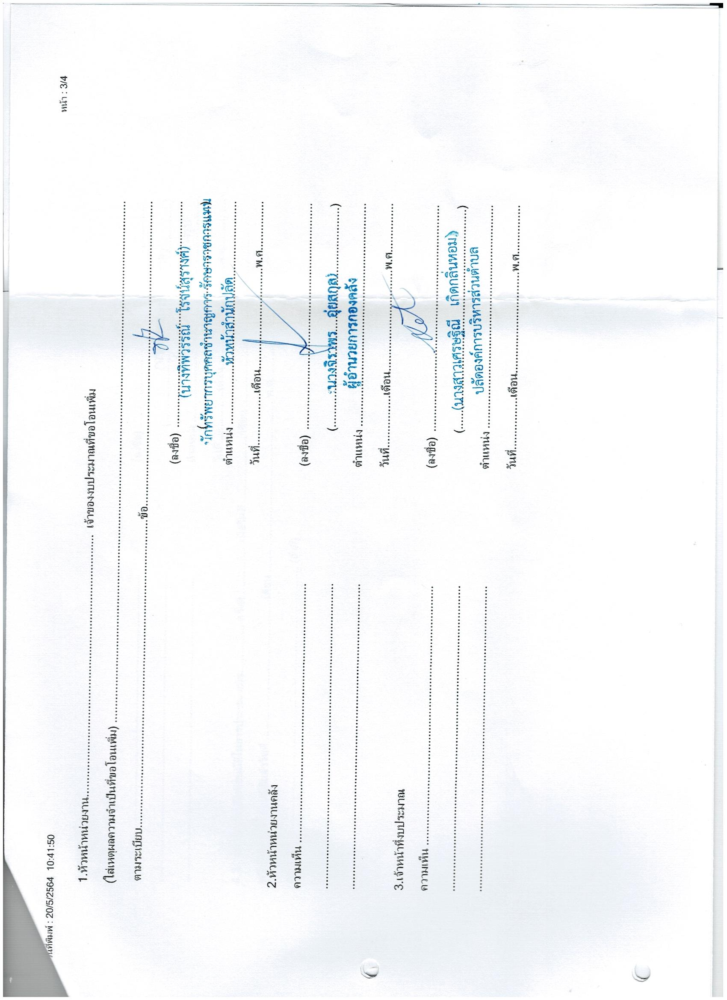 วันที่พิมพ์ : 20/5/2564 10:41:50
หน้า : 3/4
1.หัวหน้าหน่วยงาน.......................................................... เจ้าของงบประมาณที่ขอโอนเพิ่ม
(ใส่เหตุผลความจำเป็นที่ขอโอนเพิ่ม) ..........................................................
ตามระเบียบ..........................................................ข้อ..........................................................
(ลงชื่อ) ..........................................................
(นางทิพวรรณ์ โรจน์สุรางค์)
นักทรัพยากรบุคคลชำนาญการ รักษาราชการแทน
ตำแหน่ง ..........หัวหน้าสำนักปลัด..........
วันที่..............เดือน..............................พ.ศ..............
2.หัวหน้าหน่วยงานคลัง
ความเห็น ..........................................................
..........................................................
..........................................................
(ลงชื่อ) ..........................................................
(..........นางจิราพร อุ่ยสกุล)..........)
ผู้อำนวยการกองคลัง
ตำแหน่ง ..........................................................
วันที่..............เดือน..............................พ.ศ..............
3.เจ้าหน้าที่งบประมาณ
ความเห็น ..........................................................
..........................................................
..........................................................
(ลงชื่อ) ..........................................................
(.....(นางสาวเศรษฐิณี เกิดกลิ่นหอม).....)
ปลัดองค์การบริหารส่วนตำบล
ตำแหน่ง ..........................................................
วันที่..............เดือน..............................พ.ศ..............